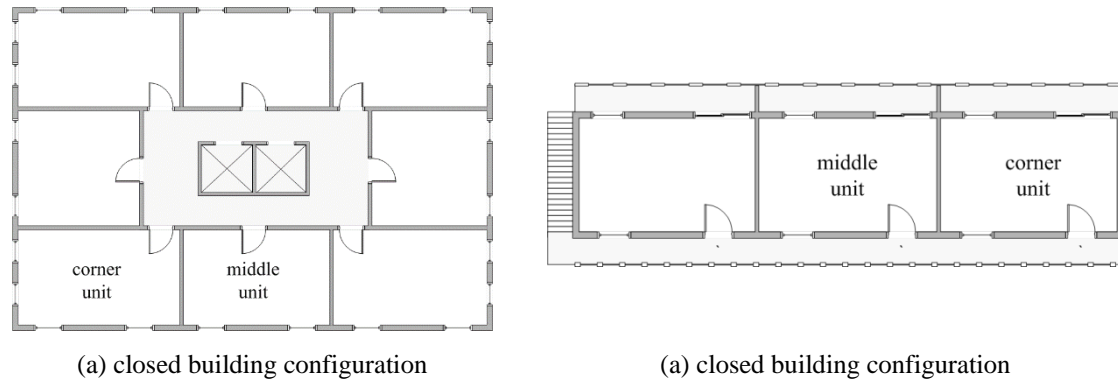 corner
unit
middle
unit
(a) closed building configuration
middle
unit
corner
unit
(a) closed building configuration